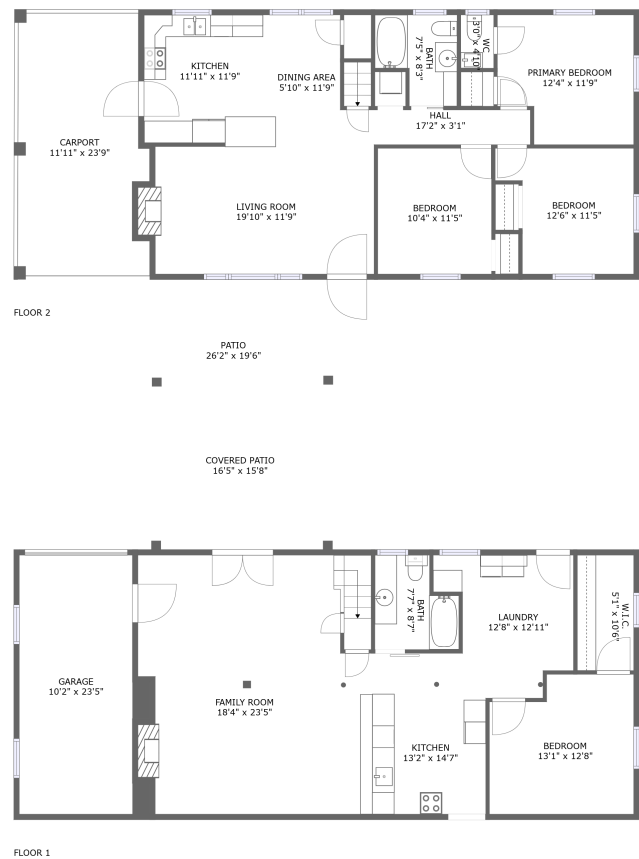 KITCHEN
11'11" x 11'9"
DINING AREA
5'10" x 11'9"
BATH
7'5" x 8'3"
WC
3'0" x 4'10"
PRIMARY BEDROOM
12'4" x 11'9"
HALL
17'2" x 3'1"
CARPORT
11'11" x 23'9"
LIVING ROOM
19'10" x 11'9"
BEDROOM
10'4" x 11'5"
BEDROOM
12'6" x 11'5"
FLOOR 2
PATIO
26'2" x 19'6"
COVERED PATIO
16'5" x 15'8"
BATH
7'7" x 8'7"
LAUNDRY
12'8" x 12'11"
W.I.C.
5'1" x 10'6"
GARAGE
10'2" x 23'5"
FAMILY ROOM
18'4" x 23'5"
KITCHEN
13'2" x 14'7"
BEDROOM
13'1" x 12'8"
FLOOR 1